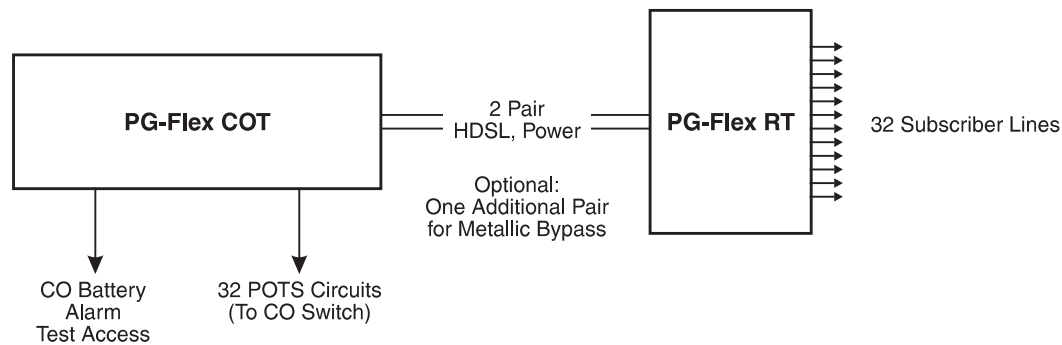 PG-Flex COT
2 Pair
HDSL, Power
PG-Flex RT
32 Subscriber Lines
Optional:
One Additional Pair
for Metallic Bypass
CO Battery
Alarm
Test Access
32 POTS Circuits
(To CO Switch)